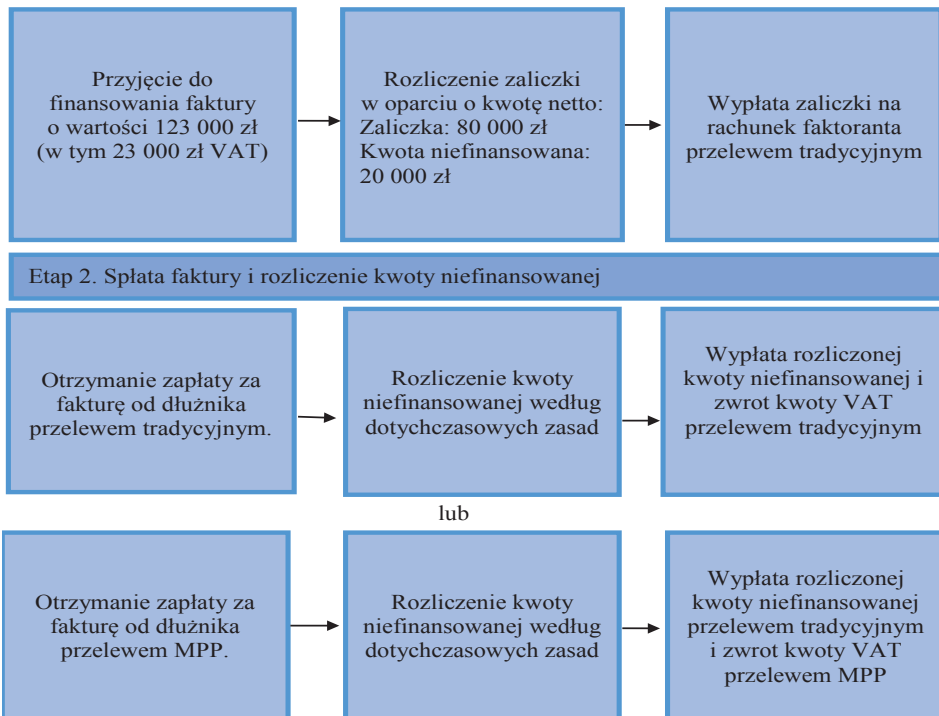 Przyjęcie do
finansowania faktury
o wartości 123 000 zł
(w tym 23 000 zł VAT)
Rozliczenie zaliczki
w oparciu o kwotę netto:
Zaliczka: 80 000 zł
Kwota niefinansowana:
20 000 zł
Wypłata zaliczki na
rachunek faktoranta
przelewem tradycyjnym
Etap 2. Spłata faktury i rozliczenie kwoty niefinansowanej
Otrzymanie zapłaty za
fakturę od dłużnika
przelewem tradycyjnym.
Rozliczenie kwoty
niefinansowanej według
dotychczasowych zasad
Wypłata rozliczonej
kwoty niefinansowanej i
zwrot kwoty VAT
przelewem tradycyjnym
lub
Otrzymanie zapłaty za
fakturę od dłużnika
przelewem MPP.
Rozliczenie kwoty
niefinansowanej według
dotychczasowych zasad
Wypłata rozliczonej
kwoty niefinansowanej
przelewem tradycyjnym
i zwrot kwoty VAT
przelewem MPP